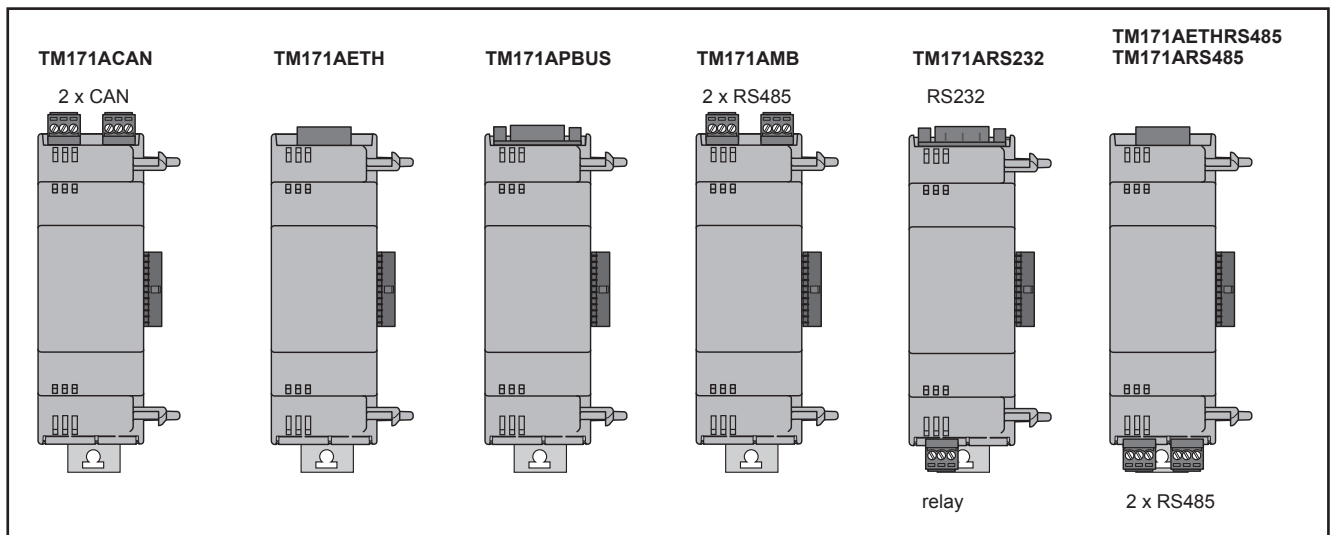 TM171ACAN
2 x CAN
TM171AETH
TM171APBUS
TM171AMB
2 x RS485
TM171ARS232
RS232
relay
TM171AETHRS485
TM171ARS485
2 x RS485